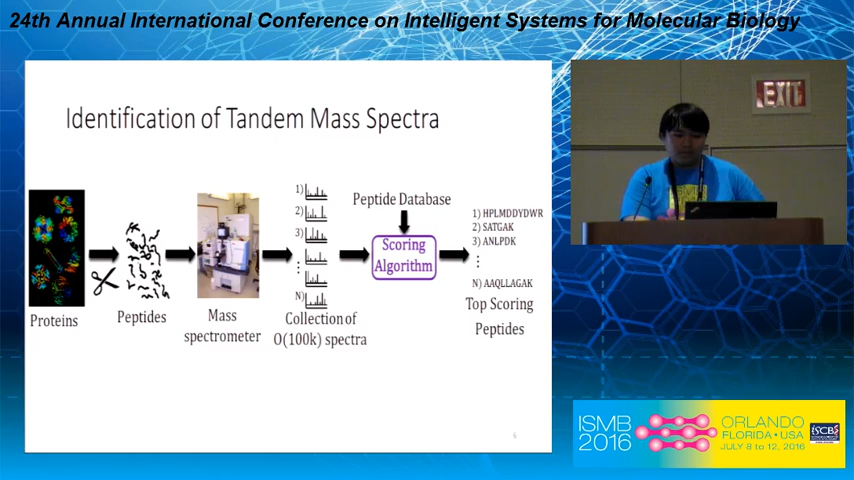 24th Annual International Conference on Intelligent Systems for Molecular Biology
EXIT
Identification of Tandem Mass Spectra
1)
2)
3)
N)
Peptide Database
Scoring
Algorithm
1) HPLMDDYDWR
2) SATGAK
3) ANLPDK
N) AAQLLAGAK
Proteins
Peptides
Mass
spectrometer
Collection of
O(100k) spectra
Top Scoring
Peptides
6
ISMB
2016
ORLANDO
FLORIDA • USA
JULY 8 to 12, 2016
ISCB